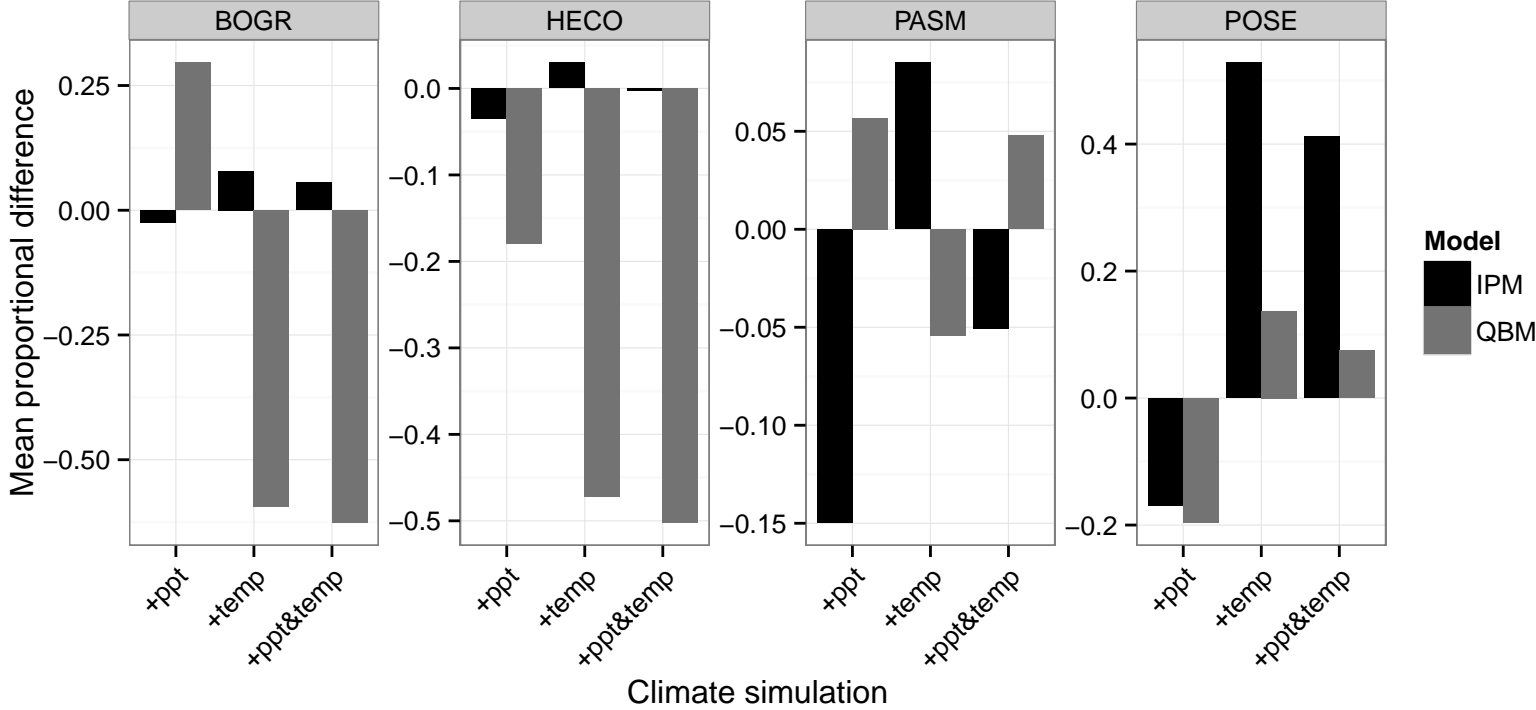 BOGR
HECO
PASM
POSE
Mean proportional difference
0.25
0.00
−0.25
−0.50
0.0
−0.1
−0.2
−0.3
−0.4
−0.5
0.05
0.00
−0.05
−0.10
−0.15
0.4
0.2
0.0
−0.2
+ppt
+temp
+ppt&temp
+ppt
+temp
+ppt&temp
+ppt
+temp
+ppt&temp
+ppt
+temp
+ppt&temp
Climate simulation
Model
IPM
QBM